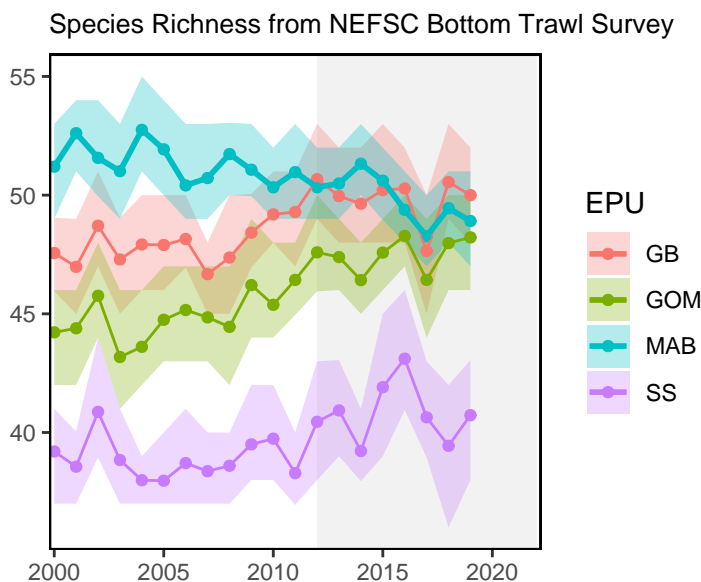 Species Richness from NEFSC Bottom Trawl Survey
55
50
45
40
2000
2005
2010
2015
2020
EPU
GB
GOM
MAB
SS